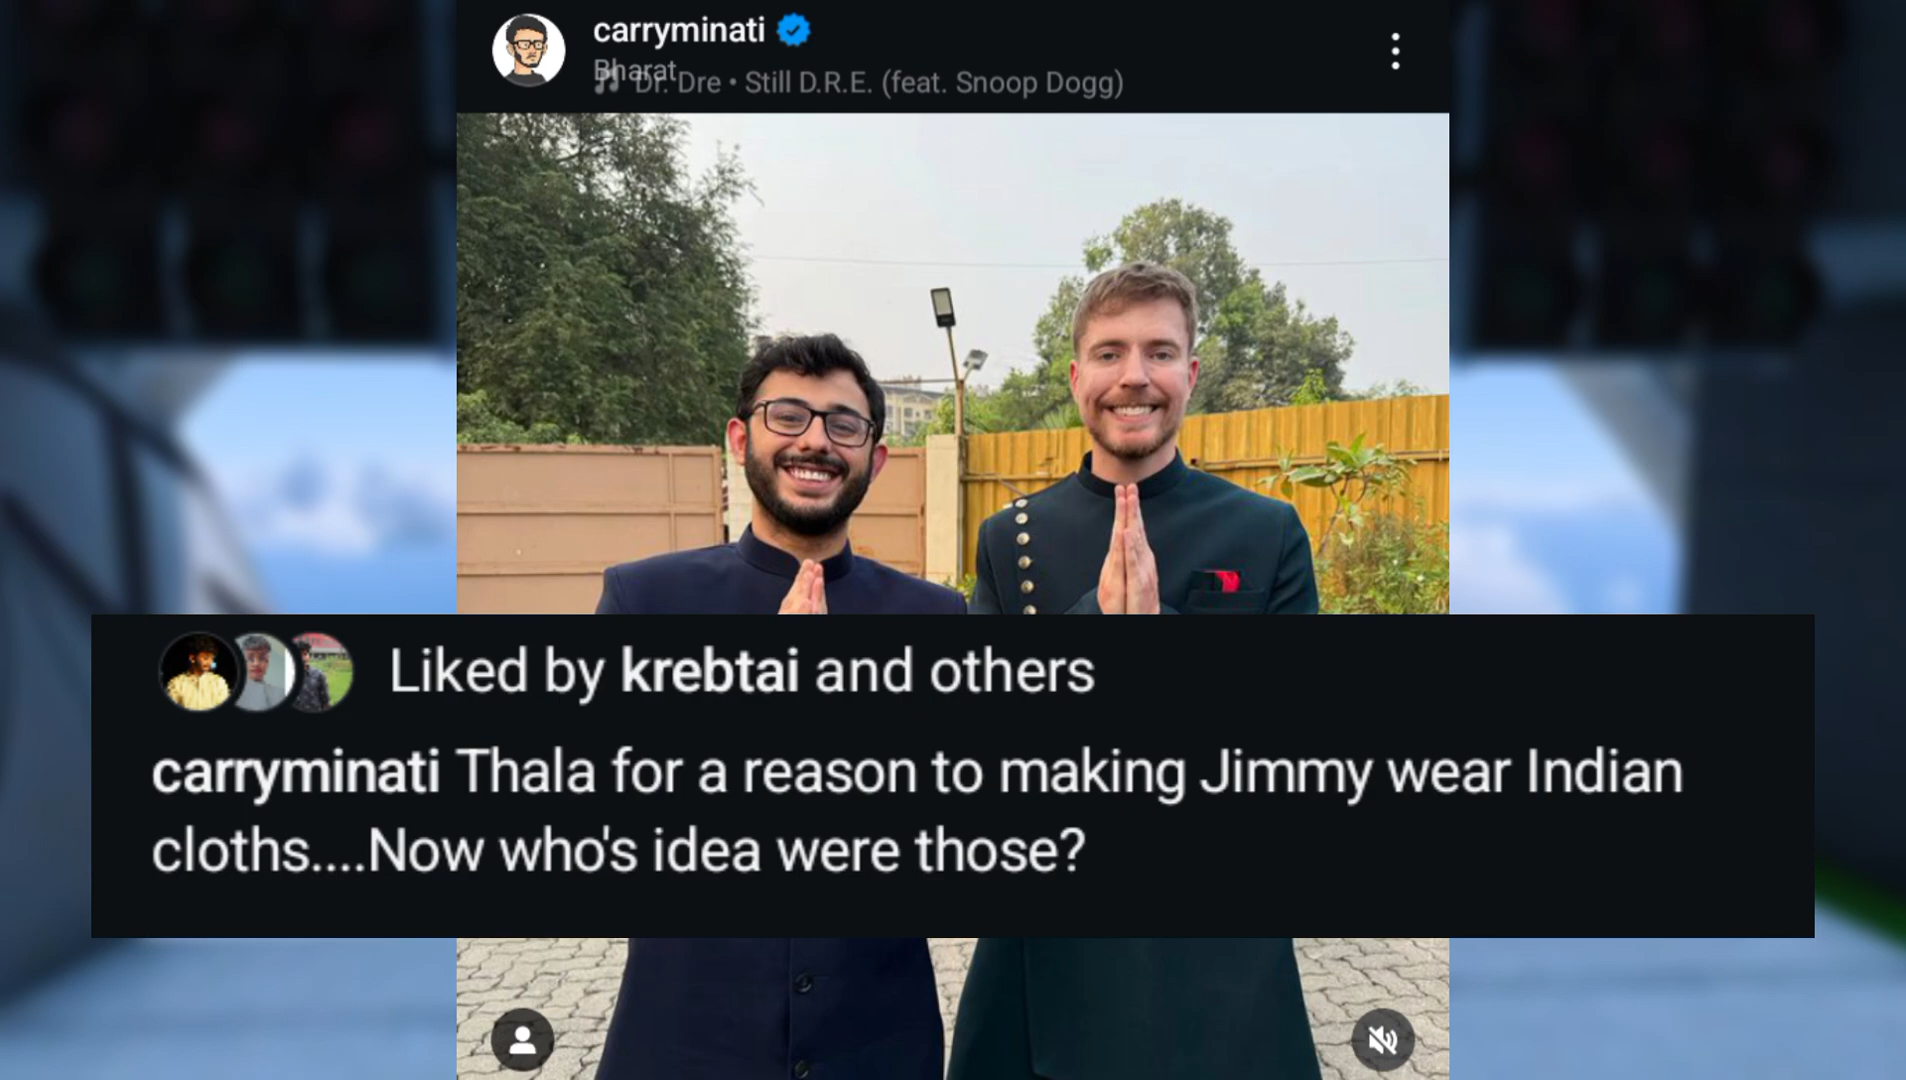 carryminati
Bharat
Dr. Dre • Still D.R.E. (feat. Snoop Dogg)
Liked by krebtai and others
carryminati Thala for a reason to making Jimmy wear Indian
cloths....Now who's idea were those?